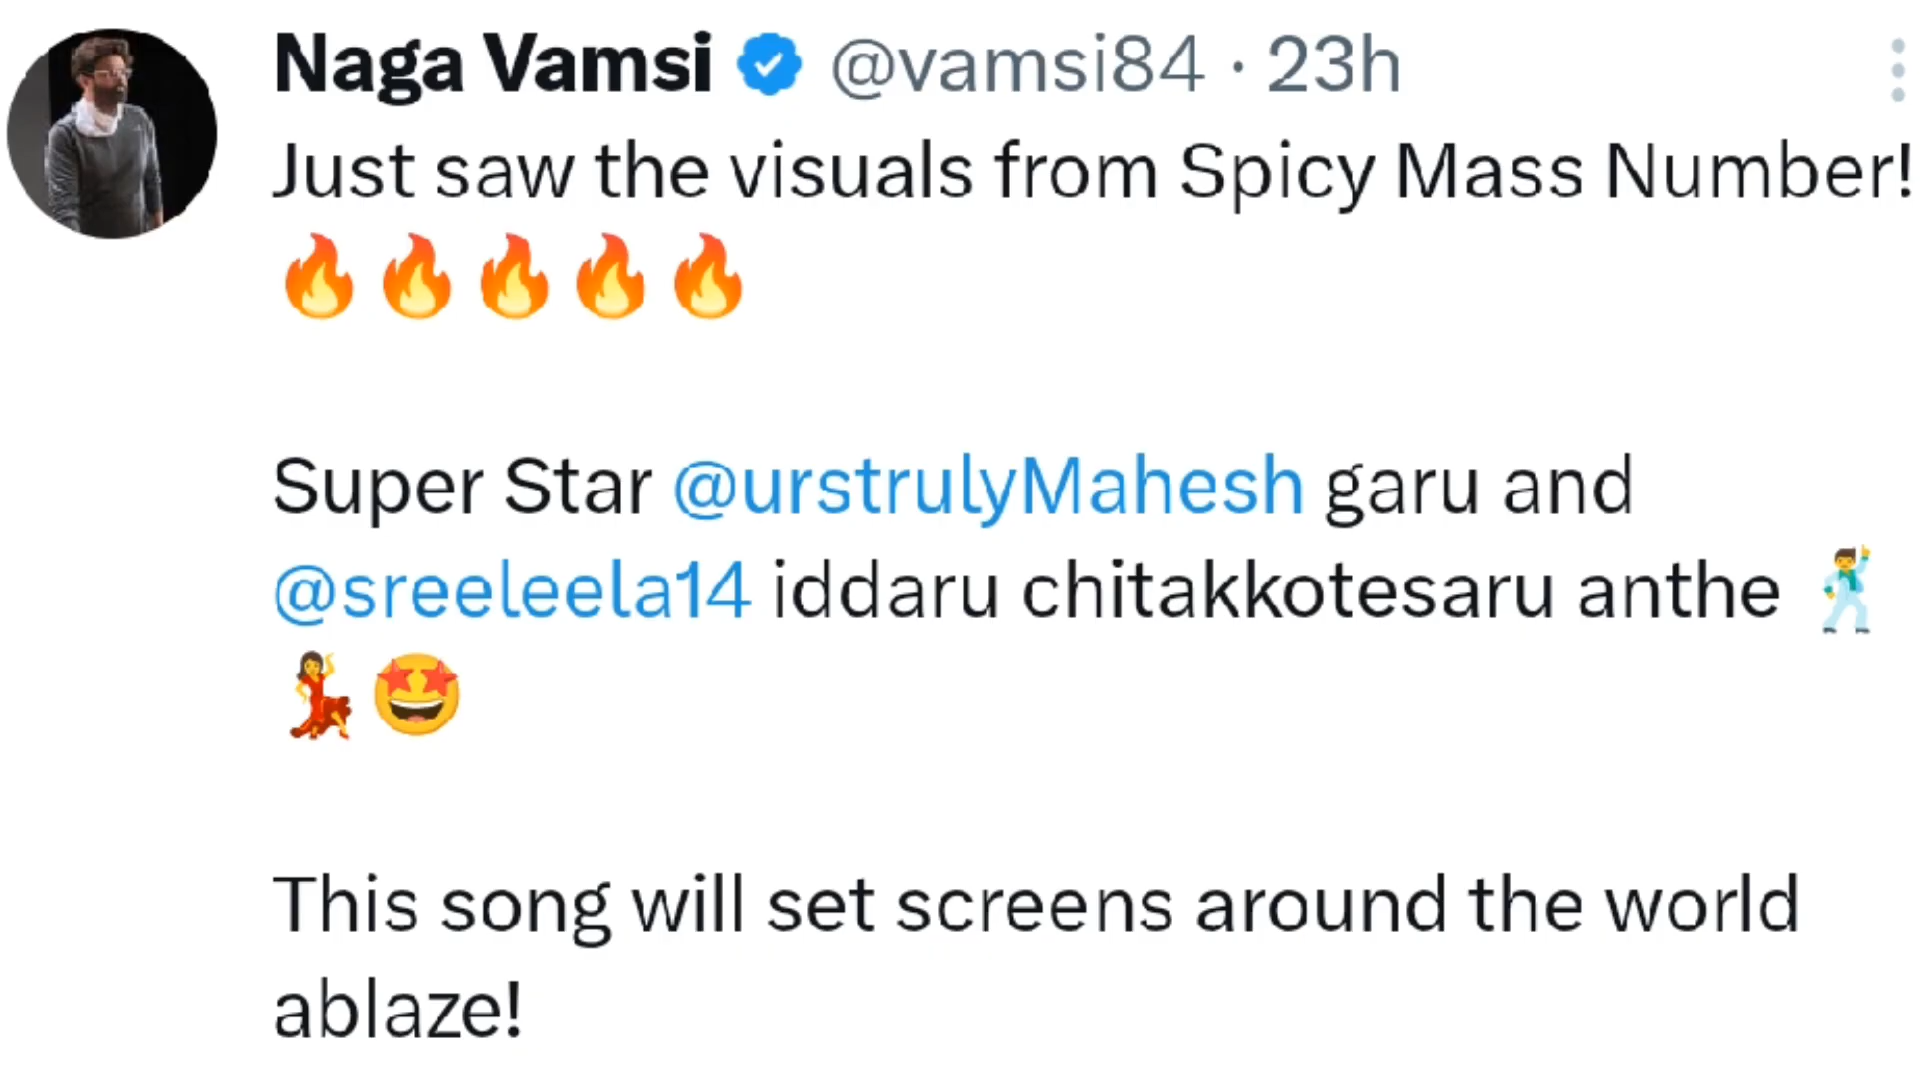 Naga Vamsi @vamsi84 · 23h
Just saw the visuals from Spicy Mass Number!
🔥🔥🔥🔥🔥
Super Star @urstrulyMahesh garu and
@sreeleela14 iddaru chitakkotesaru anthe 🕺
💃🤩
This song will set screens around the world
ablaze!